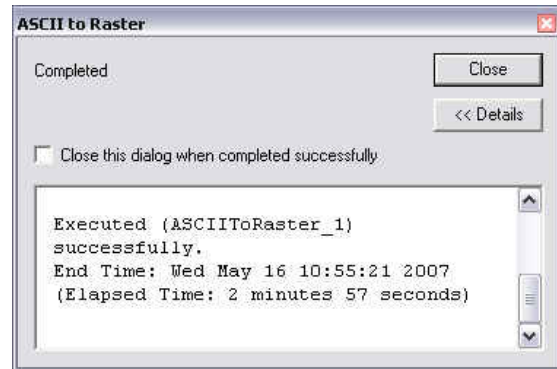 ASCII to Raster
Completed
Close
<< Details
Close this dialog when completed successfully
Executed (ASCIIToRaster_1)
successfully.
End Time: Wed May 16 10:55:21 2007
(Elapsed Time: 2 minutes 57 seconds)